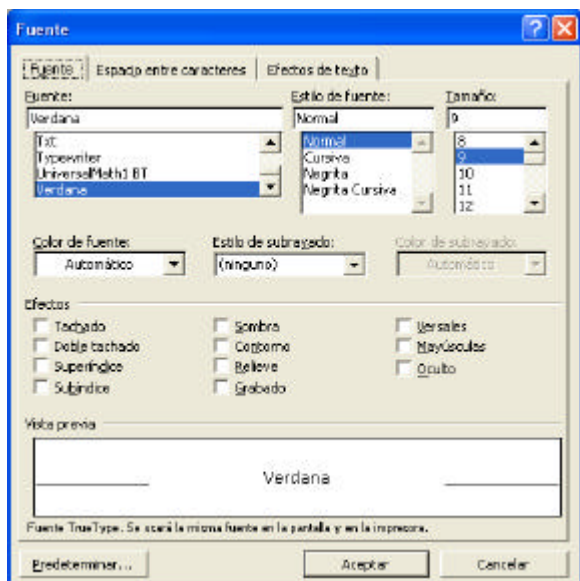 Fuente
Fuente Espacio entre caracteres Efectos de texto
Fuente: Estilo de fuente: Tamaño:
Verdana Normal 9
Txt Normal 8
Typewriter Cursiva 9
UniversalMath1 BT Negrita 10
Verdana Negrita Cursiva 11
12
Color de fuente: Estilo de subrayado: Color de subrayado:
Automático (ninguno) Automático
Efectos
Tachado Sombra Versales
Doble tachado Contorno Mayúsculas
Superíndice Relieve Oculto
Subíndice Grabado
Vista previa
Verdana
Fuente TrueType. Se usará la misma fuente en la pantalla y en la impresora.
Predeterminar... Aceptar Cancelar